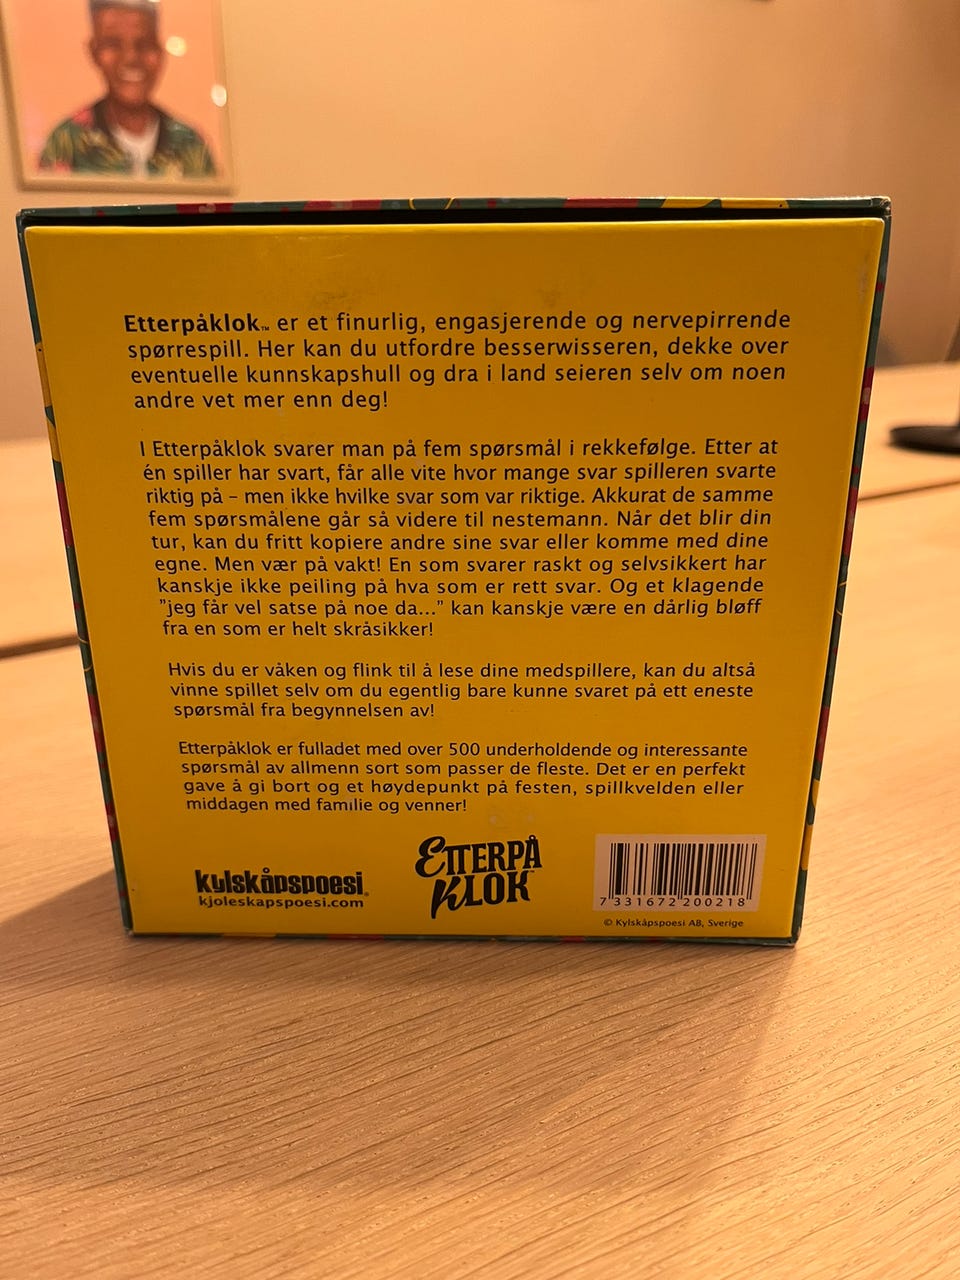 Etterpåklok™ er et finurlig, engasjerende og nervepirrende
spørrespill. Her kan du utfordre besserwisseren, dekke over
eventuelle kunnskapshull og dra i land seieren selv om noen
andre vet mer enn deg!
I Etterpåklok svarer man på fem spørsmål i rekkefølge. Etter at
én spiller har svart, får alle vite hvor mange svar spilleren svarte
riktig på – men ikke hvilke svar som var riktige. Akkurat de samme
fem spørsmålene går så videre til nestemann. Når det blir din
tur, kan du fritt kopiere andre sine svar eller komme med dine
egne. Men vær på vakt! En som svarer raskt og selvsikkert har
kanskje ikke peiling på hva som er rett svar. Og et klagende
”jeg får vel satse på noe da...” kan kanskje være en dårlig bløff
fra en som er helt skråsikker!
Hvis du er våken og flink til å lese dine medspillere, kan du altså
vinne spillet selv om du egentlig bare kunne svaret på ett eneste
spørsmål fra begynnelsen av!
Etterpåklok er fulladet med over 500 underholdende og interessante
spørsmål av allmenn sort som passer de fleste. Det er en perfekt
gave å gi bort og et høydepunkt på festen, spillkvelden eller
middagen med familie og venner!
kylskåpspoesi®
kjoleskapspoesi.com
ETTERPÅ
KLOK
7 331672 200218
© Kylskåpspoesi AB, Sverige